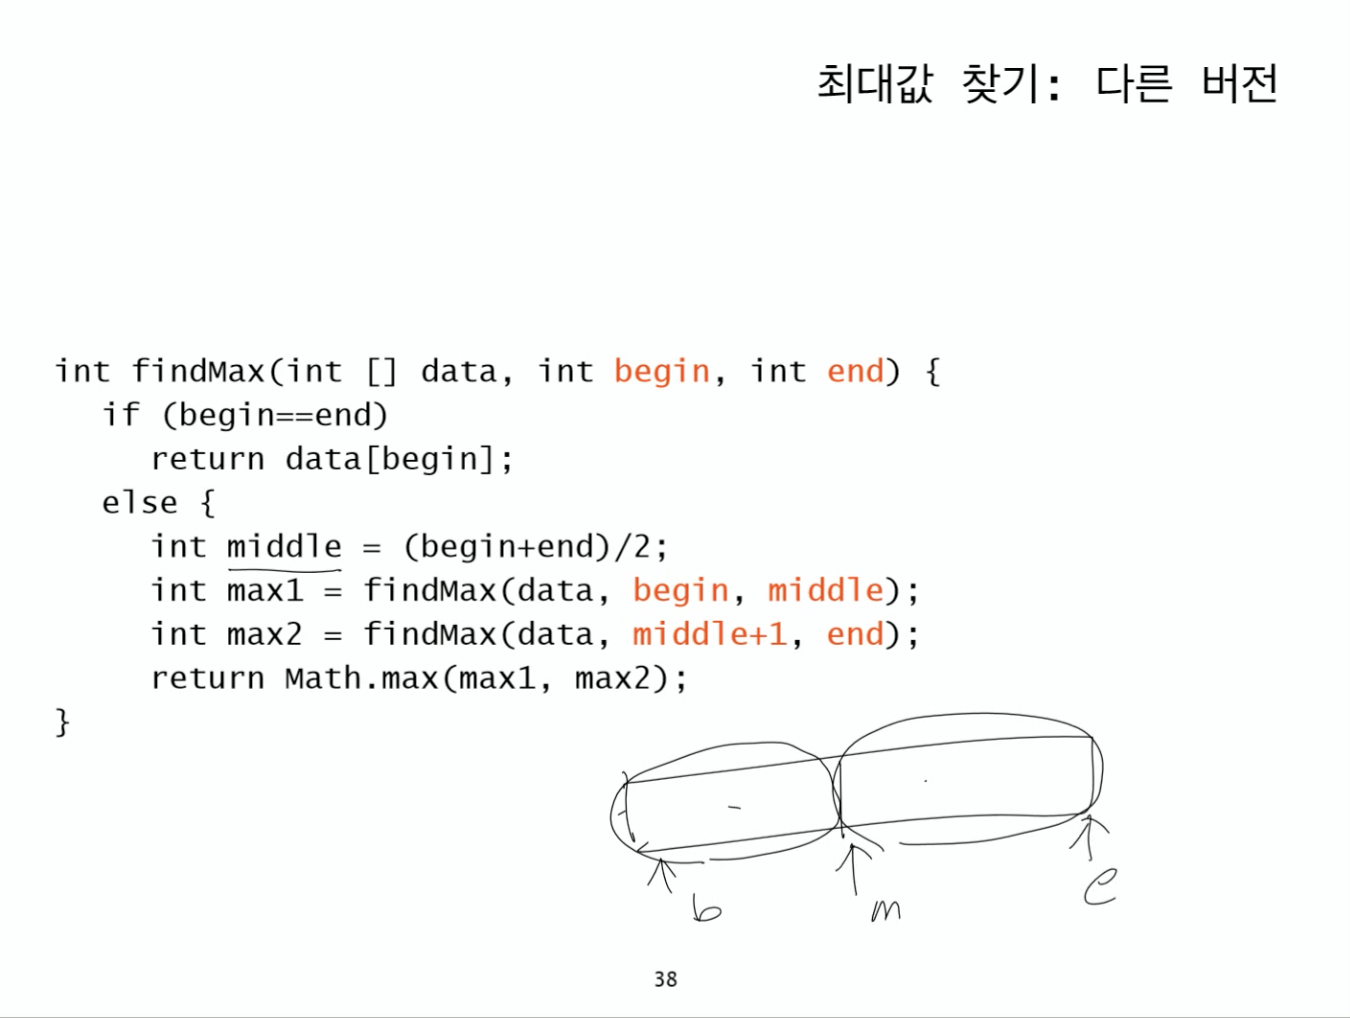 최대값 찾기: 다른 버전
int findMax(int [] data, int begin, int end) {
if (begin==end)
return data[begin];
else {
int middle = (begin+end)/2;
int max1 = findMax(data, begin, middle);
int max2 = findMax(data, middle+1, end);
return Math.max(max1, max2);
}
b
m
e
38